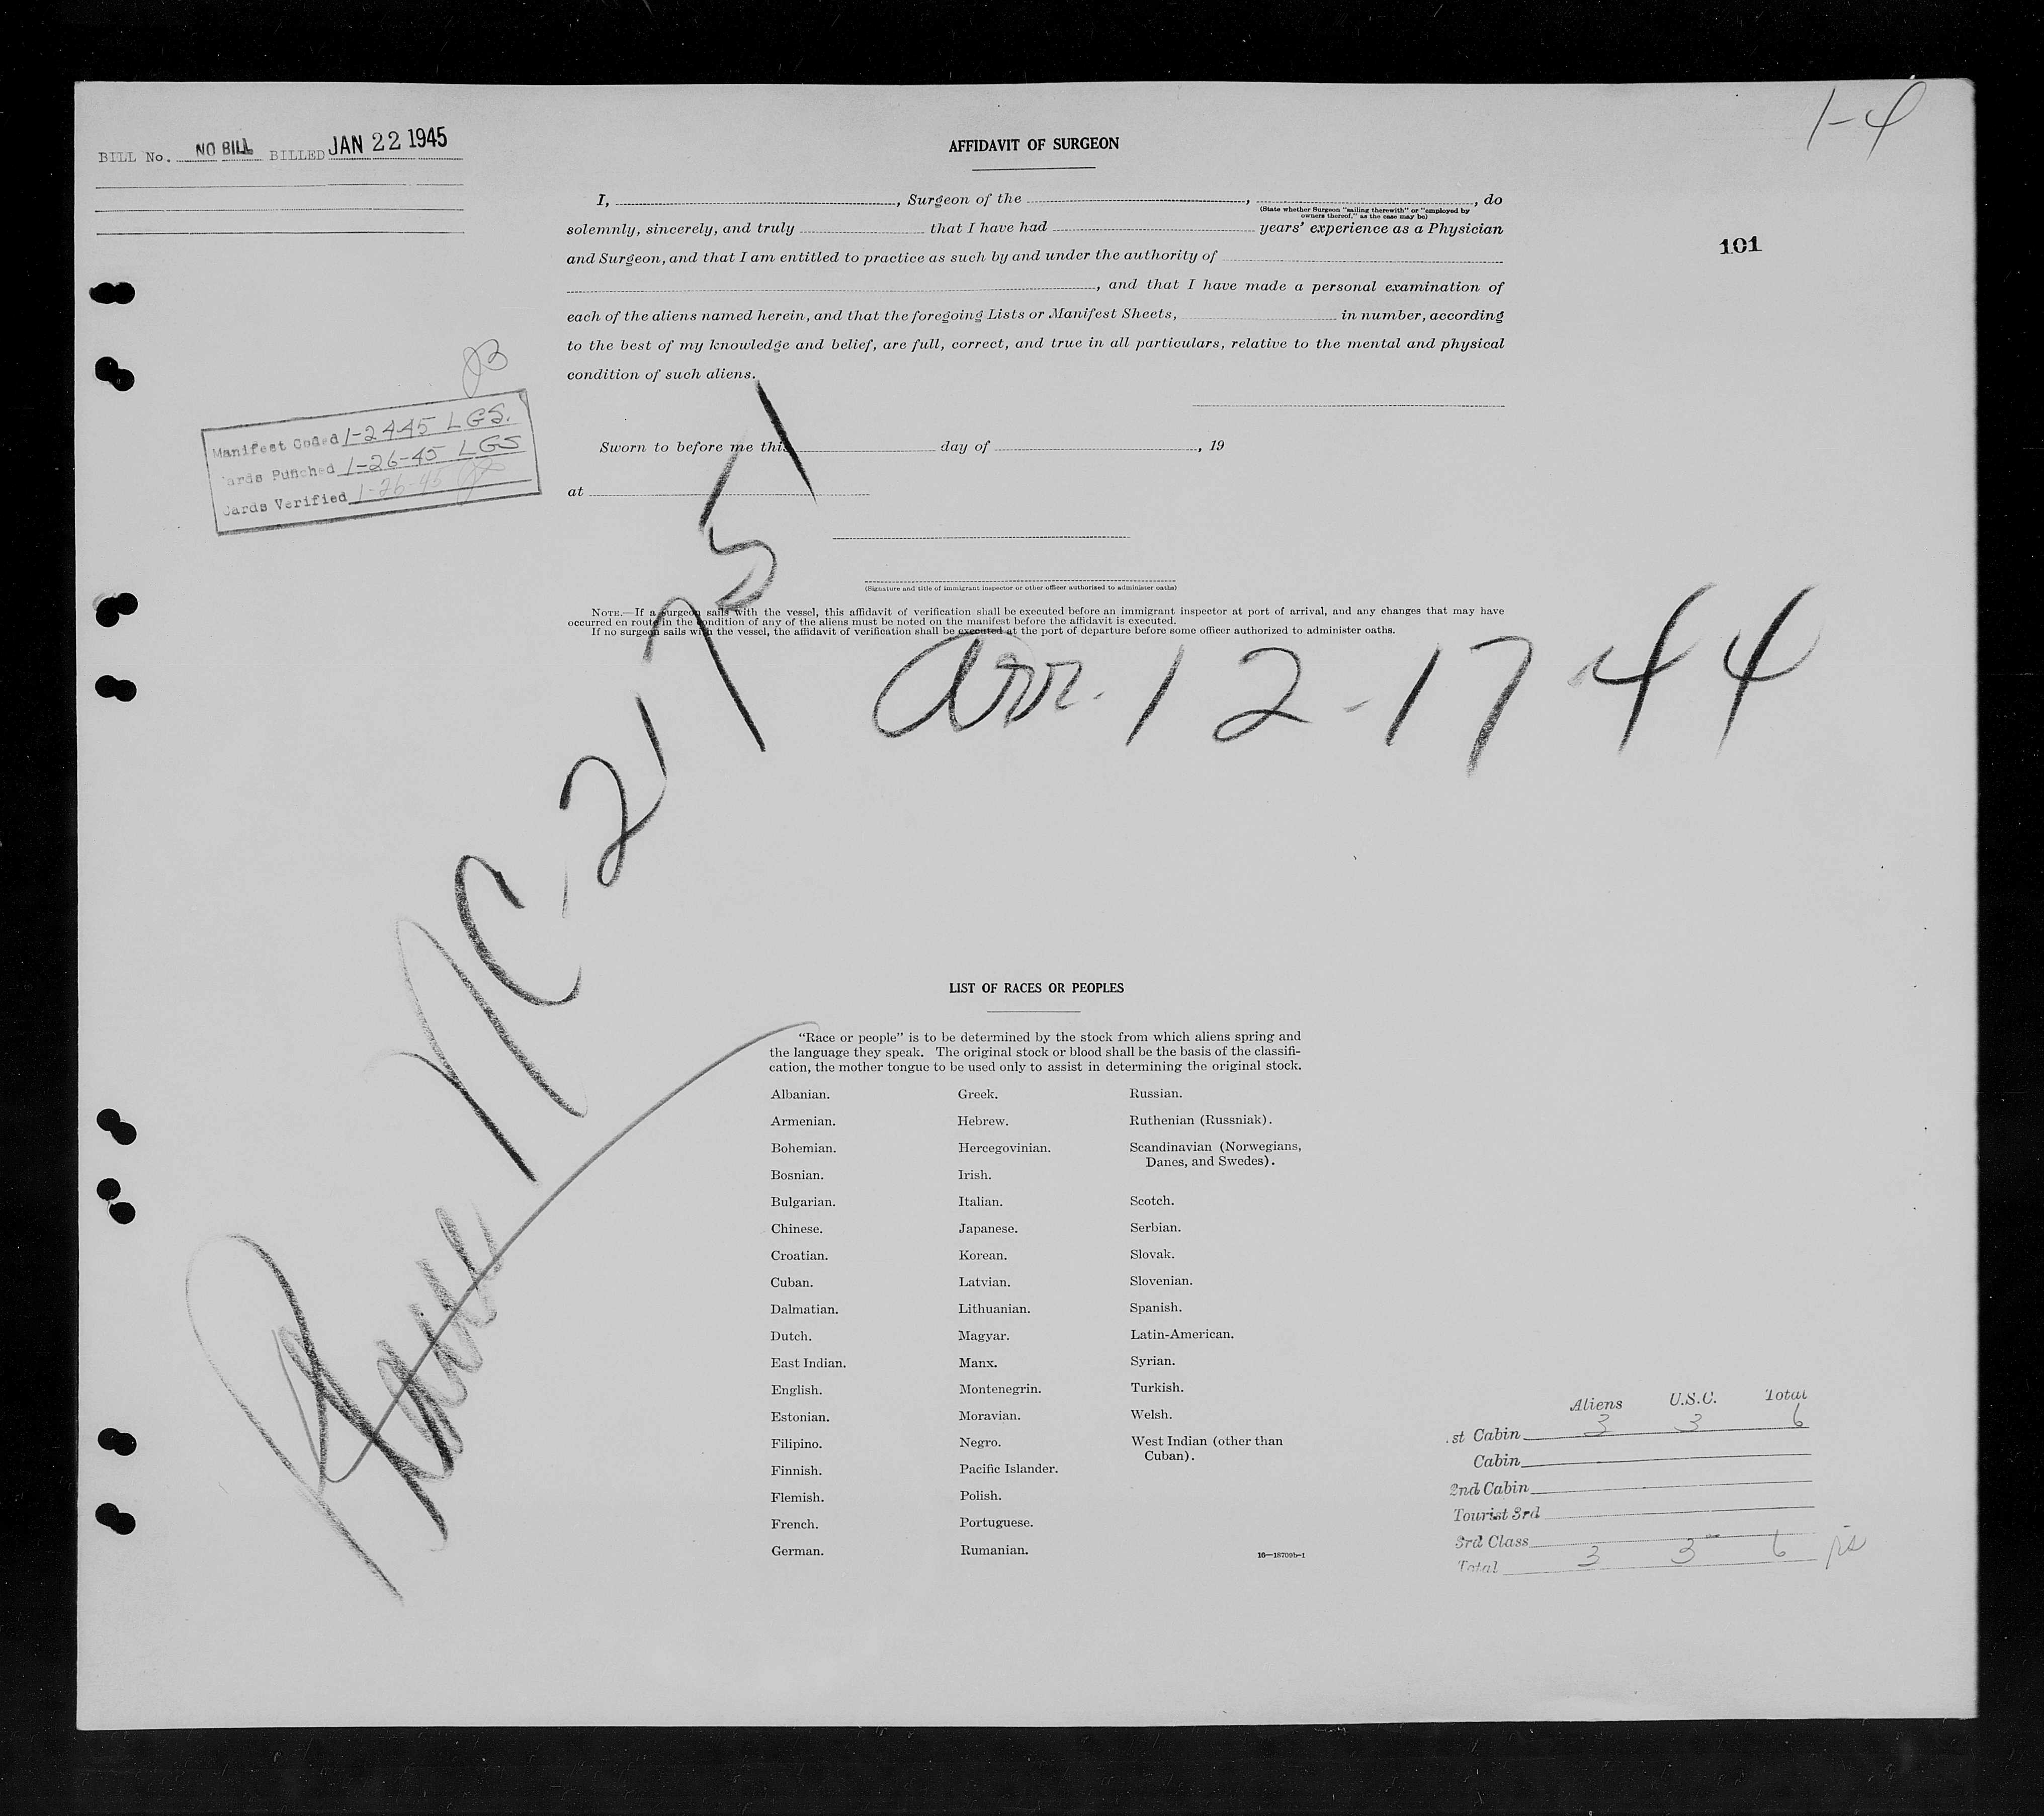 1-4
BILL No. NO BILL BILLED JAN 22 1945
AFFIDAVIT OF SURGEON
I, , Surgeon of the , , do
(State whether Surgeon "sailing therewith" or "employed by
owners thereof," as the case may be)
solemnly, sincerely, and truly that I have had years' experience as a Physician
101
and Surgeon, and that I am entitled to practice as such by and under the authority of
, and that I have made a personal examination of
each of the aliens named herein, and that the foregoing Lists or Manifest Sheets, in number, according
to the best of my knowledge and belief, are full, correct, and true in all particulars, relative to the mental and physical
condition of such aliens.
Manifest Coded 1-24-45 LGS.
Cards Punched 1-26-45 LGS
Cards Verified 1-26-45
Sworn to before me this day of , 19
at
(Signature and title of immigrant inspector or other officer authorized to administer oaths)
NOTE.—If a surgeon sails with the vessel, this affidavit of verification shall be executed before an immigrant inspector at port of arrival, and any changes that may have
occurred en route in the condition of any of the aliens must be noted on the manifest before the affidavit is executed.
If no surgeon sails with the vessel, the affidavit of verification shall be executed at the port of departure before some officer authorized to administer oaths.
Arr. 12-17 44
NC-21751
LIST OF RACES OR PEOPLES
"Race or people" is to be determined by the stock from which aliens spring and
the language they speak. The original stock or blood shall be the basis of the classifi-
cation, the mother tongue to be used only to assist in determining the original stock.
Albanian. Greek. Russian.
Armenian. Hebrew. Ruthenian (Russniak).
Bohemian. Hercegovinian. Scandinavian (Norwegians,
Danes, and Swedes).
Bosnian. Irish.
Bulgarian. Italian. Scotch.
Chinese. Japanese. Serbian.
Croatian. Korean. Slovak.
Cuban. Latvian. Slovenian.
Dalmatian. Lithuanian. Spanish.
Dutch. Magyar. Latin-American.
East Indian. Manx. Syrian.
English. Montenegrin. Turkish.
Estonian. Moravian. Welsh.
Filipino. Negro. West Indian (other than
Cuban).
Finnish. Pacific Islander.
Flemish. Polish.
French. Portuguese.
German. Rumanian.
16—18709b-1
Aliens U.S.C. Total
st Cabin 3 3 6
Cabin
2nd Cabin
Tourist 3rd
3rd Class
Total 3 3 6